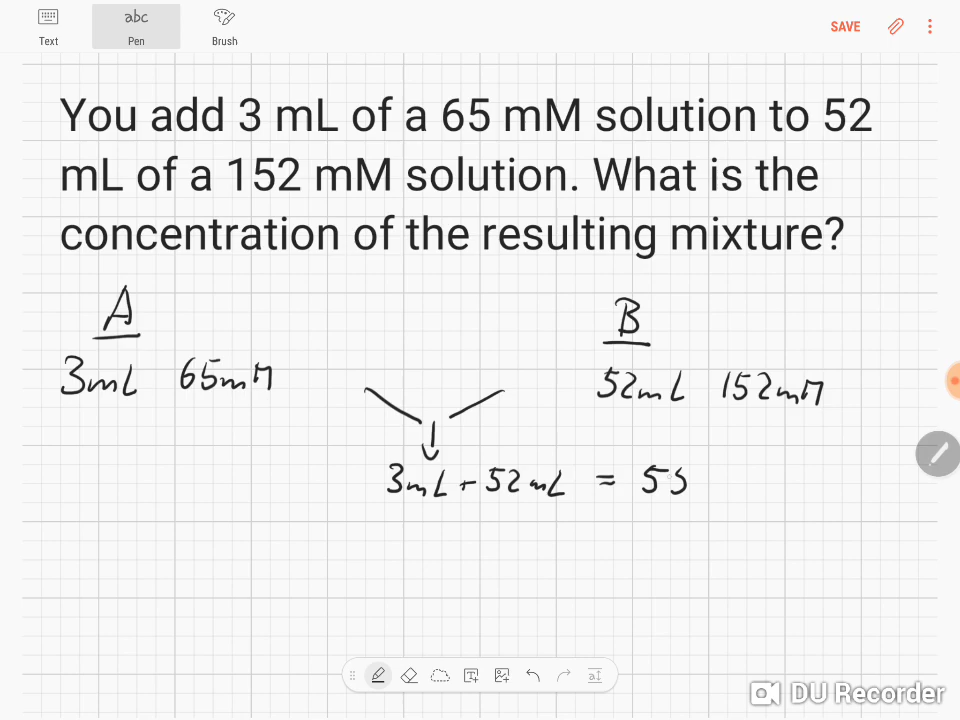 Text
abc
Pen
Brush
SAVE
You add 3 mL of a 65 mM solution to 52
mL of a 152 mM solution. What is the
concentration of the resulting mixture?
A
B
3mL 65mM
52mL 152mM
3mL + 52mL = 55
DU Recorder